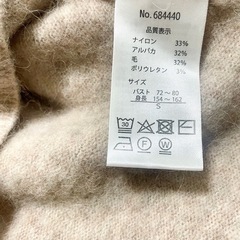 No.684440
品質表示
ナイロン 33%
アルパカ 32%
毛 32%
ポリウレタン 3%
サイズ
バスト 72～80
身長 154～162
S
30
F W